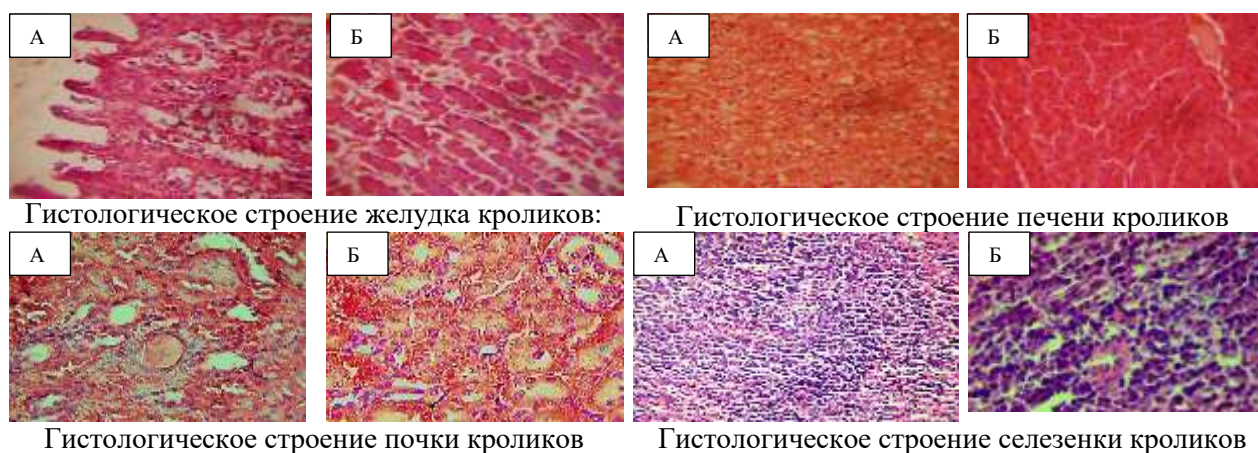 А Б А Б
Гистологическое строение желудка кроликов: Гистологическое строение печени кроликов
А Б А Б
Гистологическое строение почки кроликов Гистологическое строение селезенки кроликов